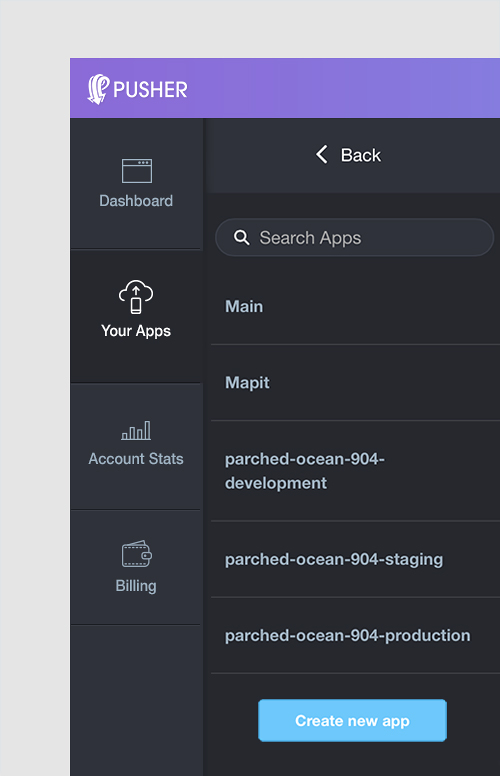 PUSHER
Back
Dashboard
Search Apps
Your Apps
Main
Mapit
Account Stats
parched-ocean-904-
development
Billing
parched-ocean-904-staging
parched-ocean-904-production
Create new app